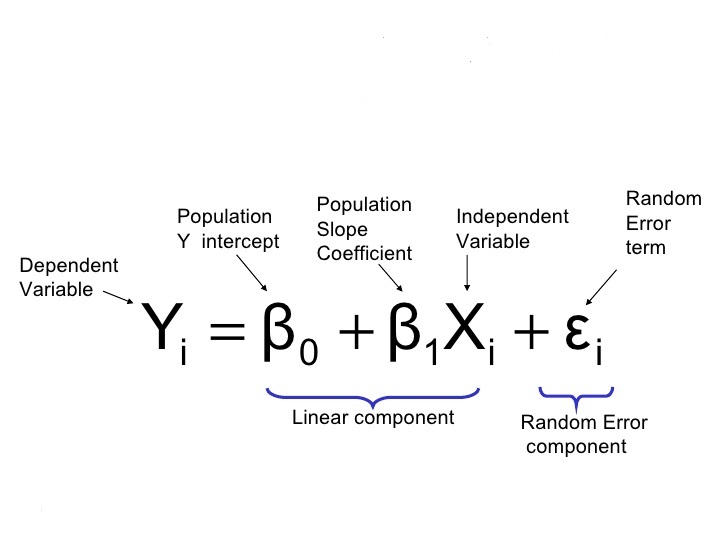 Dependent
Variable
Population
Y intercept
Population
Slope
Coefficient
Independent
Variable
Random
Error
term
Yᵢ = β₀ + β₁Xᵢ + εᵢ
Linear component
Random Error
component